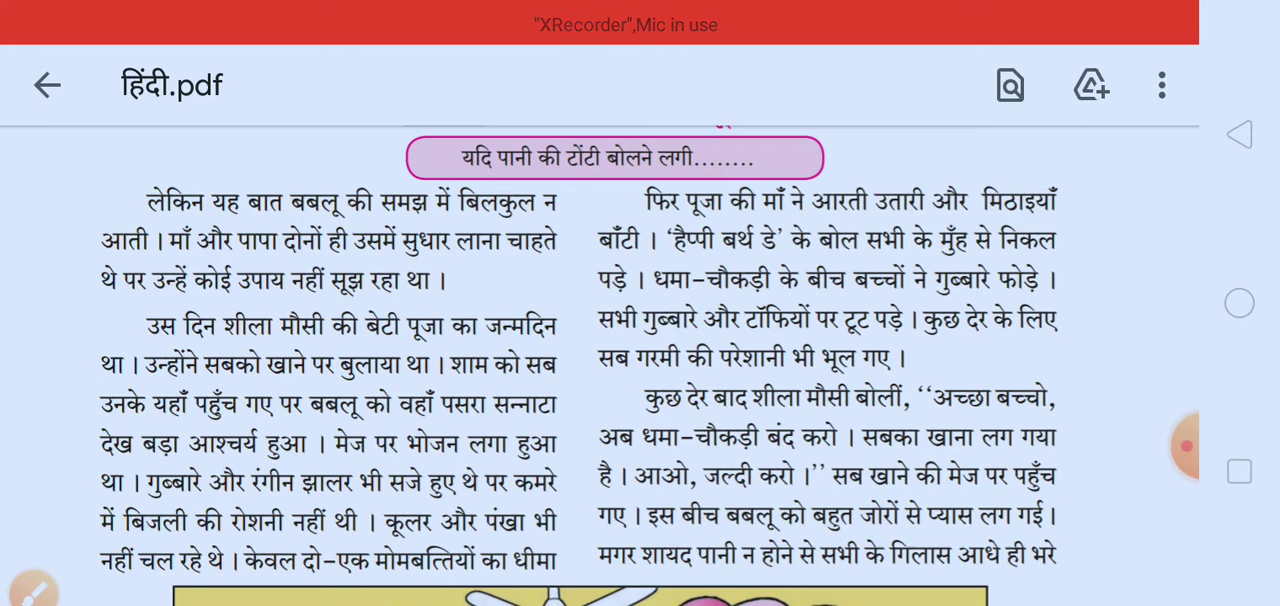 "XRecorder",Mic in use
हिंदी.pdf
यदि पानी की टोंटी बोलने लगी........
लेकिन यह बात बबलू की समझ में बिलकुल न
आती । माँ और पापा दोनों ही उसमें सुधार लाना चाहते
थे पर उन्हें कोई उपाय नहीं सूझ रहा था ।
उस दिन शीला मौसी की बेटी पूजा का जन्मदिन
था । उन्होंने सबको खाने पर बुलाया था । शाम को सब
उनके यहाँ पहुँच गए पर बबलू को वहाँ पसरा सन्नाटा
देख बड़ा आश्चर्य हुआ । मेज पर भोजन लगा हुआ
था । गुब्बारे और रंगीन झालर भी सजे हुए थे पर कमरे
में बिजली की रोशनी नहीं थी । कूलर और पंखा भी
नहीं चल रहे थे । केवल दो-एक मोमबत्तियों का धीमा
फिर पूजा की माँ ने आरती उतारी और मिठाइयाँ
बाँटी । ‘हैप्पी बर्थ डे’ के बोल सभी के मुँह से निकल
पड़े । धमा-चौकड़ी के बीच बच्चों ने गुब्बारे फोड़े ।
सभी गुब्बारे और टॉफियों पर टूट पड़े । कुछ देर के लिए
सब गरमी की परेशानी भी भूल गए ।
कुछ देर बाद शीला मौसी बोलीं, ‘‘अच्छा बच्चो,
अब धमा-चौकड़ी बंद करो । सबका खाना लग गया
है । आओ, जल्दी करो ।’’ सब खाने की मेज पर पहुँच
गए । इस बीच बबलू को बहुत जोरों से प्यास लग गई ।
मगर शायद पानी न होने से सभी के गिलास आधे ही भरे